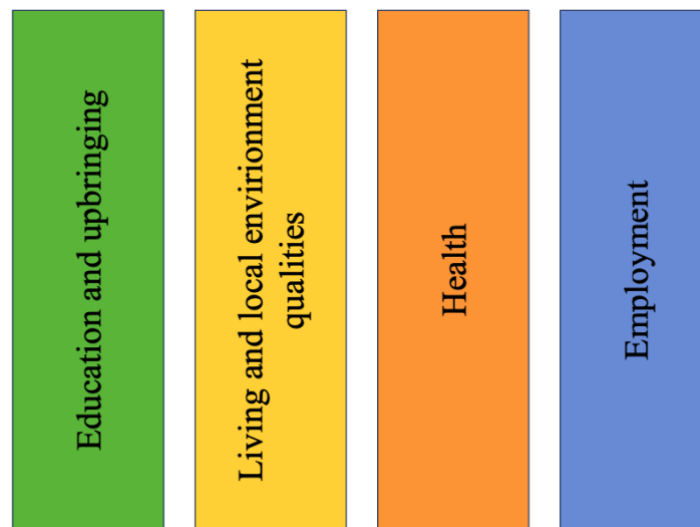 Education and upbringing
Living and local envirionment
qualities
Health
Employment